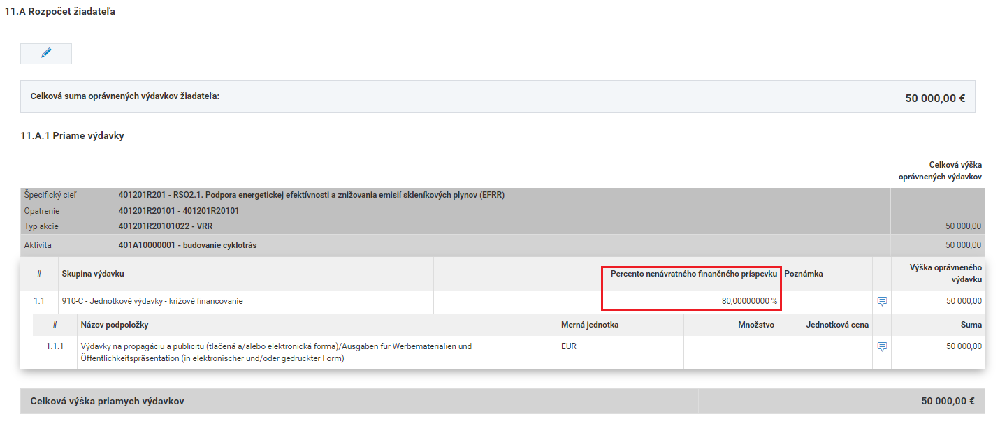 11.A Rozpočet žiadateľa
Celková suma oprávnených výdavkov žiadateľa:
50 000,00 €
11.A.1 Priame výdavky
Celková výška
oprávnených výdavkov
Špecifický cieľ 401201R201 - RSO2.1. Podpora energetickej efektívnosti a znižovania emisií skleníkových plynov (EFRR)
Opatrenie 401201R20101 - 401201R20101
Typ akcie 401201R20101022 - VRR 50 000,00
Aktivita 401A10000001 - budovanie cyklotrás 50 000,00
# Skupina výdavku Percento nenávratného finančného príspevku Poznámka Výška oprávneného
výdavku
1.1 910-C - Jednotkové výdavky - krížové financovanie 80,00000000 % 50 000,00
# Názov podpoložky Merná jednotka Množstvo Jednotková cena Suma
1.1.1 Výdavky na propagáciu a publicitu (tlačená a/alebo elektronická forma)/Ausgaben für Werbematerialien und EUR 50 000,00
Öffentlichkeitspräsentation (in elektronischer und/oder gedruckter Form)
Celková výška priamych výdavkov 50 000,00 €